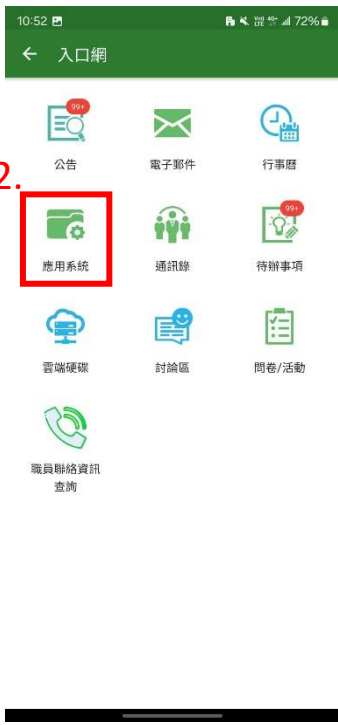 10:52 72%
入口網
99+
公告 電子郵件 行事曆
2.
99+
應用系統 通訊錄 待辦事項
雲端硬碟 討論區 問卷/活動
職員聯絡資訊
查詢